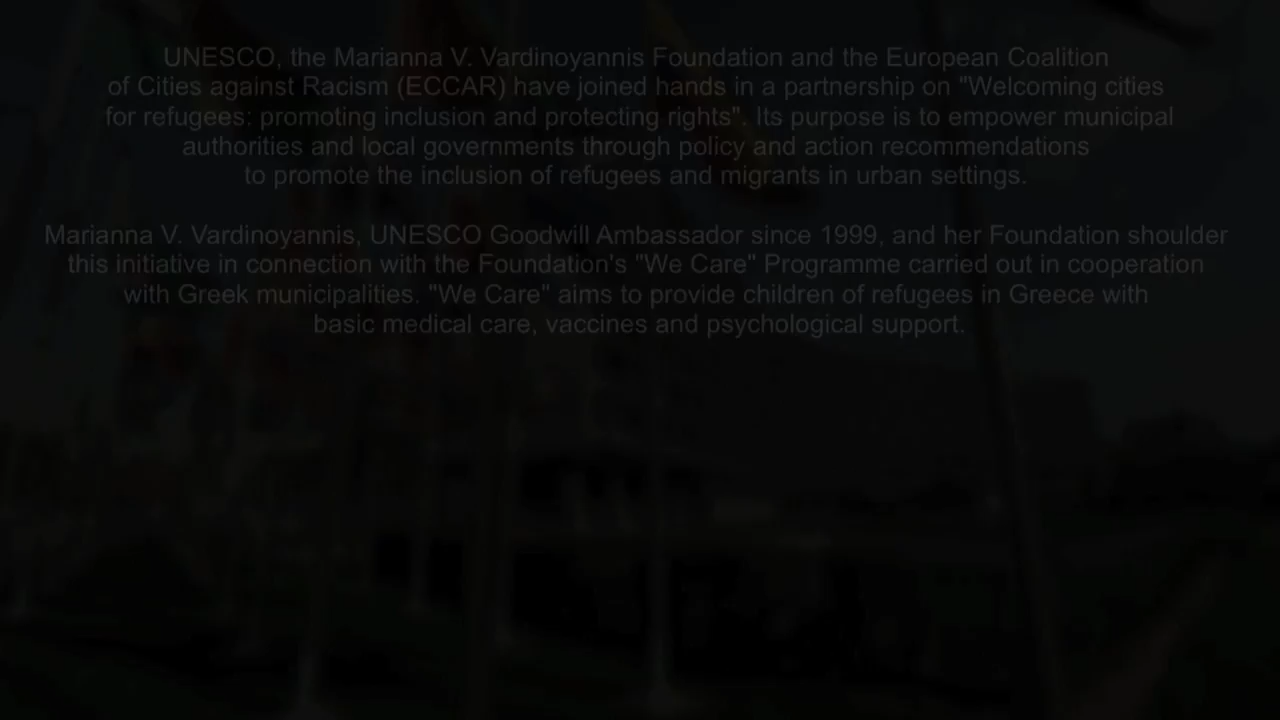 UNESCO, the Marianna V. Vardinoyannis Foundation and the European Coalition
of Cities against Racism (ECCAR) have joined hands in a partnership on "Welcoming cities
for refugees: promoting inclusion and protecting rights". Its purpose is to empower municipal
authorities and local governments through policy and action recommendations
to promote the inclusion of refugees and migrants in urban settings.
Marianna V. Vardinoyannis, UNESCO Goodwill Ambassador since 1999, and her Foundation shoulder
this initiative in connection with the Foundation's "We Care" Programme carried out in cooperation
with Greek municipalities. "We Care" aims to provide children of refugees in Greece with
basic medical care, vaccines and psychological support.